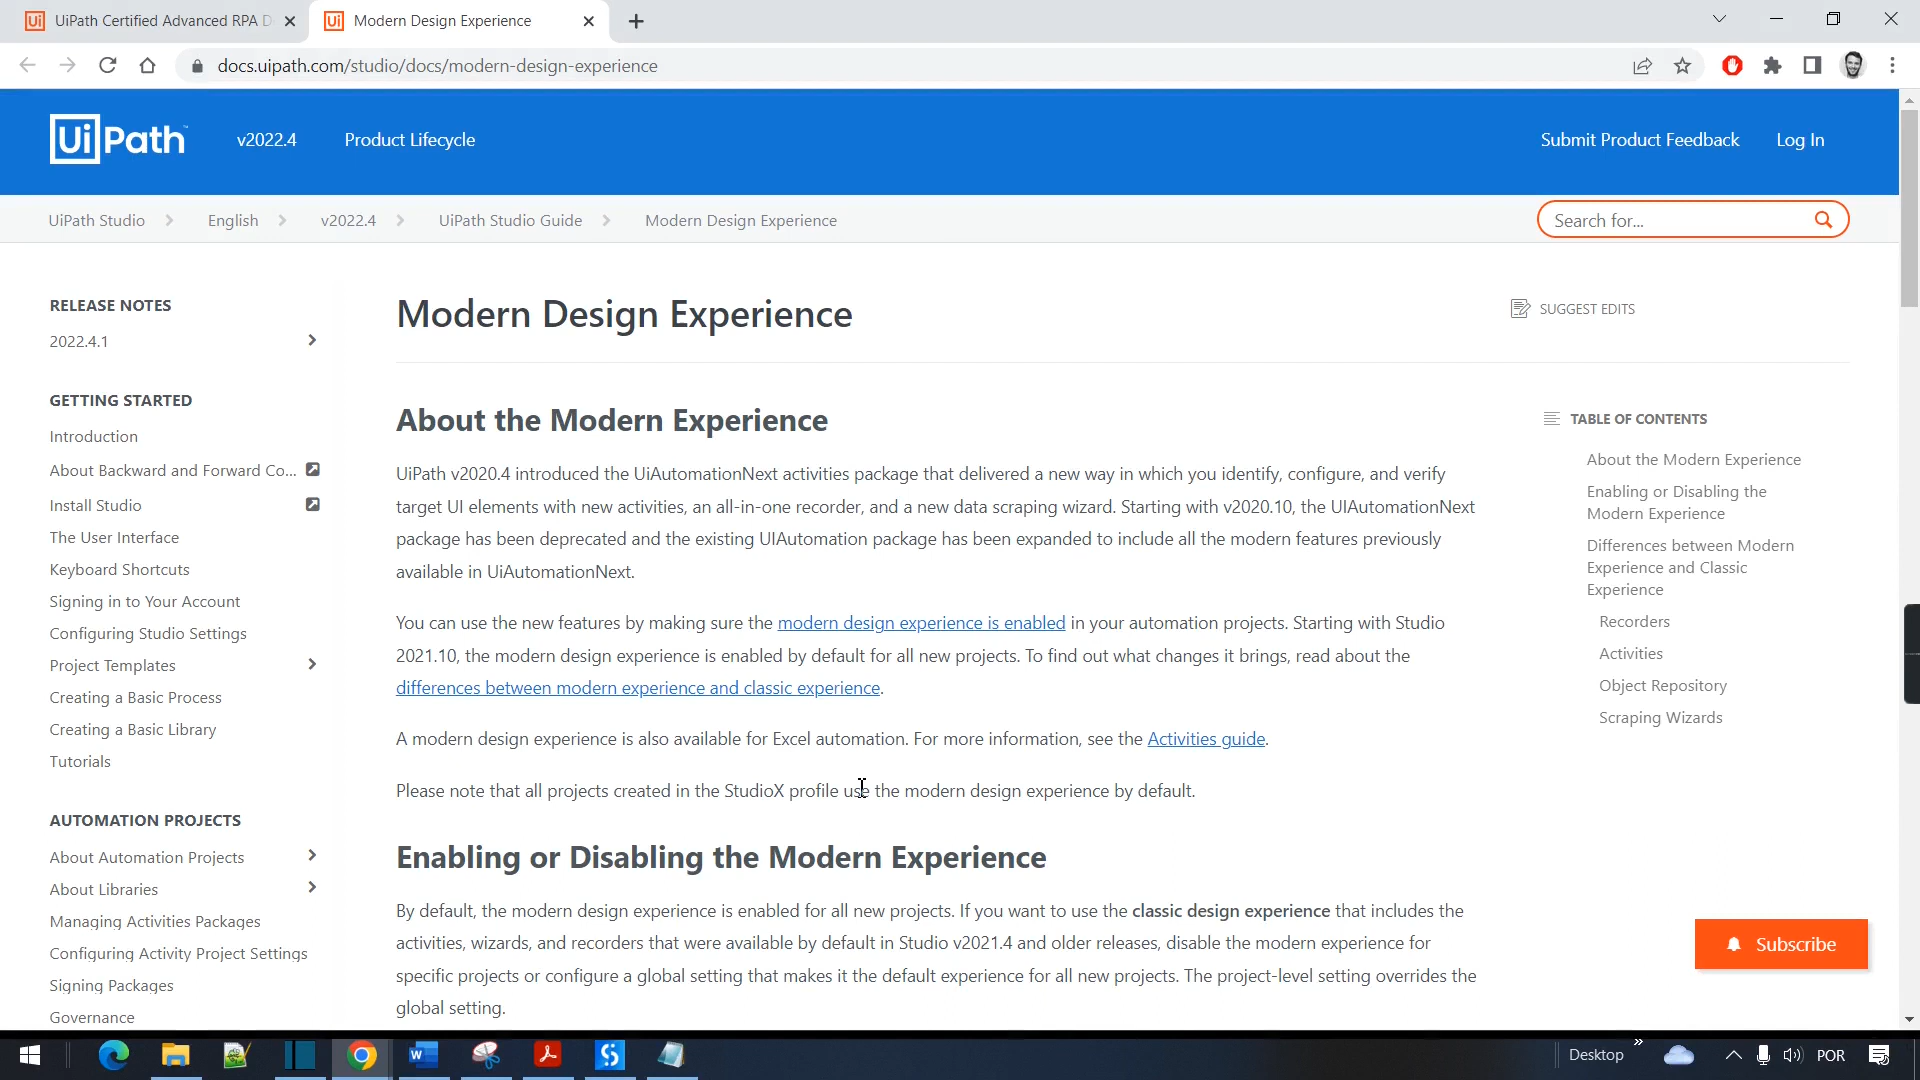 UiPath Certified Advanced RPA D
Modern Design Experience
docs.uipath.com/studio/docs/modern-design-experience
UiPath
v2022.4
Product Lifecycle
Submit Product Feedback
Log In
UiPath Studio
English
v2022.4
UiPath Studio Guide
Modern Design Experience
Search for...
RELEASE NOTES
2022.4.1
GETTING STARTED
Introduction
About Backward and Forward Co...
Install Studio
The User Interface
Keyboard Shortcuts
Signing in to Your Account
Configuring Studio Settings
Project Templates
Creating a Basic Process
Creating a Basic Library
Tutorials
AUTOMATION PROJECTS
About Automation Projects
About Libraries
Managing Activities Packages
Configuring Activity Project Settings
Signing Packages
Governance
Modern Design Experience
SUGGEST EDITS
About the Modern Experience
UiPath v2020.4 introduced the UiAutomationNext activities package that delivered a new way in which you identify, configure, and verify
target UI elements with new activities, an all-in-one recorder, and a new data scraping wizard. Starting with v2020.10, the UIAutomationNext
package has been deprecated and the existing UIAutomation package has been expanded to include all the modern features previously
available in UiAutomationNext.
You can use the new features by making sure the modern design experience is enabled in your automation projects. Starting with Studio
2021.10, the modern design experience is enabled by default for all new projects. To find out what changes it brings, read about the
differences between modern experience and classic experience.
A modern design experience is also available for Excel automation. For more information, see the Activities guide.
Please note that all projects created in the StudioX profile use the modern design experience by default.
Enabling or Disabling the Modern Experience
By default, the modern design experience is enabled for all new projects. If you want to use the classic design experience that includes the
activities, wizards, and recorders that were available by default in Studio v2021.4 and older releases, disable the modern experience for
specific projects or configure a global setting that makes it the default experience for all new projects. The project-level setting overrides the
global setting.
TABLE OF CONTENTS
About the Modern Experience
Enabling or Disabling the
Modern Experience
Differences between Modern
Experience and Classic
Experience
Recorders
Activities
Object Repository
Scraping Wizards
Subscribe
Desktop
POR